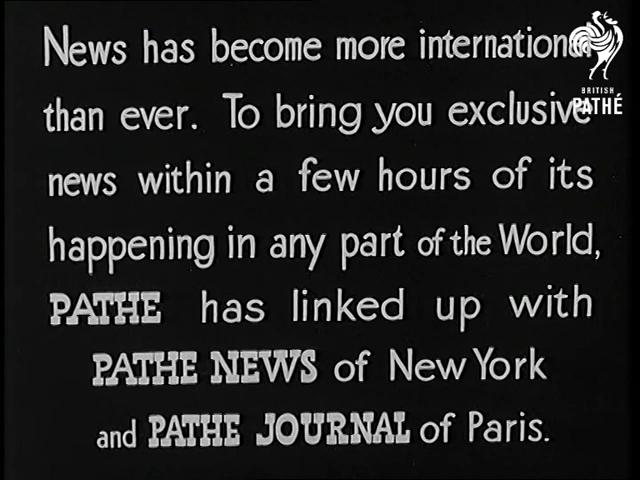 News has become more international
than ever. To bring you exclusive
news within a few hours of its
happening in any part of the World,
PATHE has linked up with
PATHE NEWS of New York
and PATHE JOURNAL of Paris.
BRITISH
PATHÉ